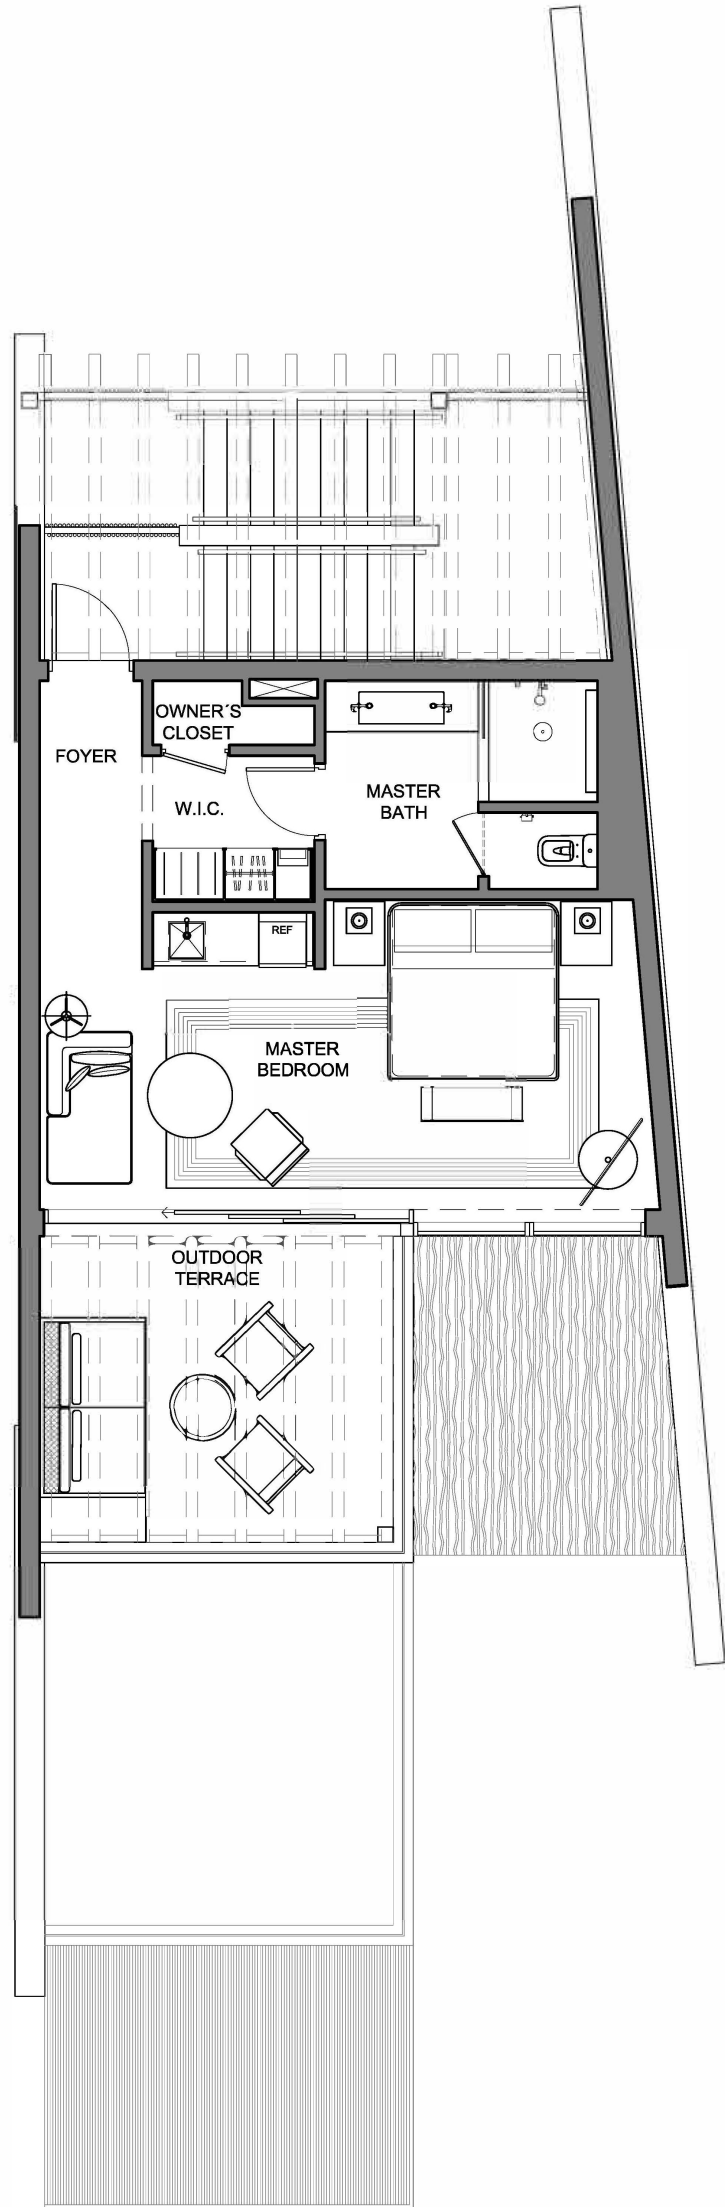 OWNER´S
CLOSET
FOYER
W.I.C.
MASTER
BATH
REF
MASTER
BEDROOM
OUTDOOR
TERRACE